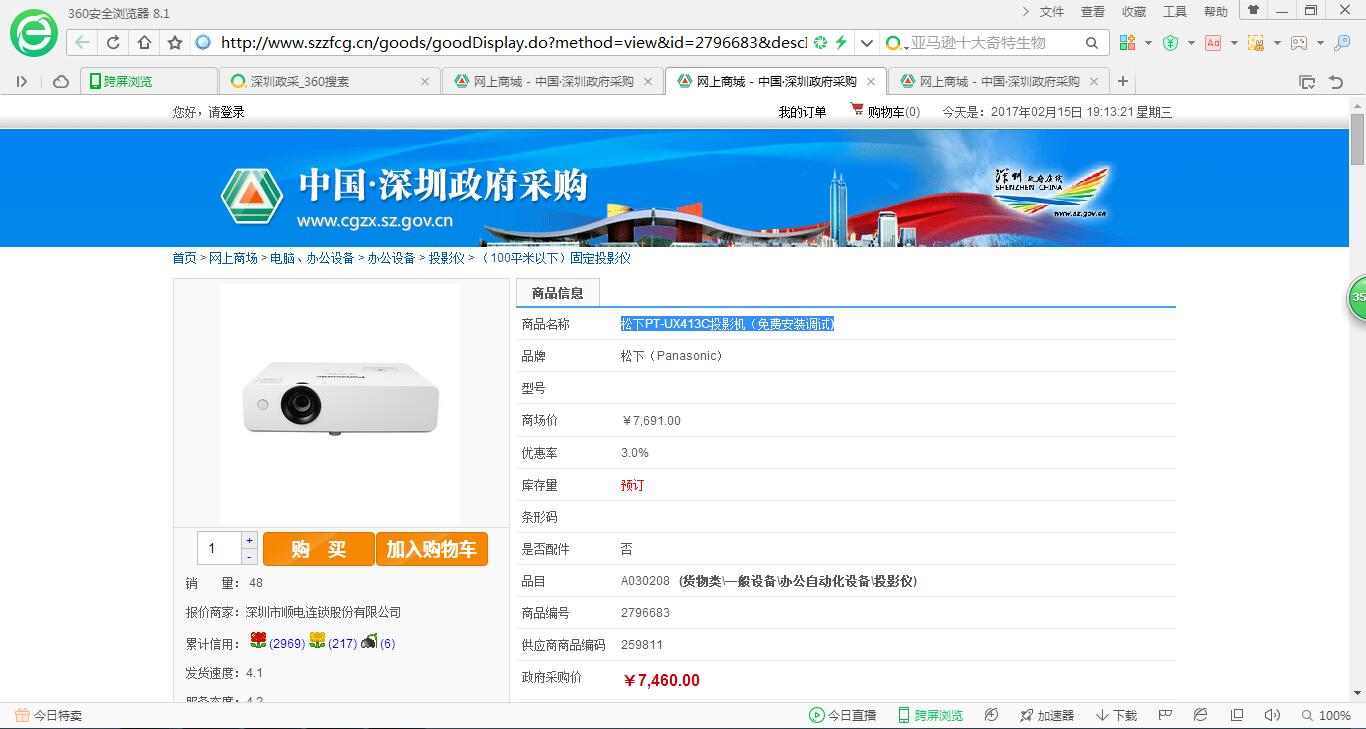 360安全浏览器 8.1
文件 查看 收藏 工具 帮助
http://www.szzfcg.cn/goods/goodDisplay.do?method=view&id=2796683&desc
亚马逊十大奇特生物
跨屏浏览
深圳政采_360搜索
网上商城 - 中国·深圳政府采购
网上商城 - 中国·深圳政府采购
网上商城 - 中国·深圳政府采购
您好，请登录
我的订单 购物车(0) 今天是：2017年02月15日 19:13:21 星期三
中国·深圳政府采购
www.cgzx.sz.gov.cn
深圳政府在线
SHENZHEN CHINA
www.sz.gov.cn
首页 > 网上商场 > 电脑、办公设备 > 办公设备 > 投影仪 > （100平米以下）固定投影仪
Panasonic
商品信息
商品名称 松下PT-UX413C投影机（免费安装调试)
品牌 松下（Panasonic）
型号
商场价 ￥7,691.00
优惠率 3.0%
库存量 预订
条形码
是否配件 否
品目 A030208 (货物类\一般设备\办公自动化设备\投影仪)
商品编号 2796683
供应商商品编码 259811
政府采购价 ￥7,460.00
1 + -
购 买 加入购物车
销 量： 48
报价商家：深圳市顺电连锁股份有限公司
累计信用： (2969) (217) (6)
发货速度：4.1
服务态度：4.2
35
今日特卖
今日直播 跨屏浏览 加速器 下载 100%